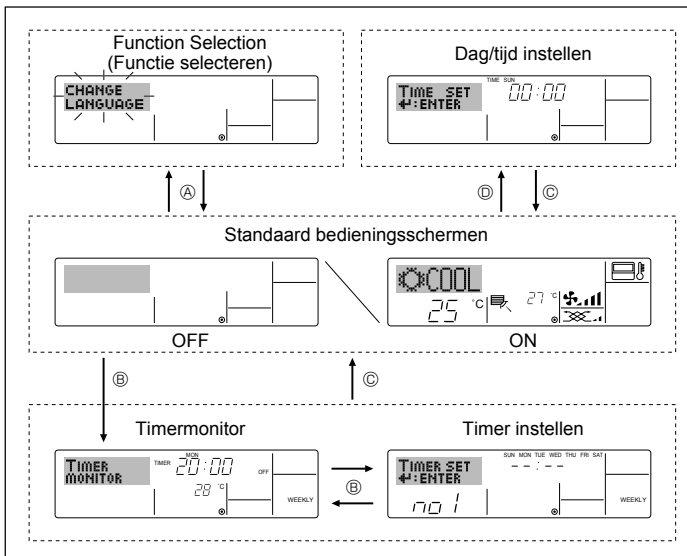 Function Selection
(Functie selecteren)
CHANGE
LANGUAGE
Dag/tijd instellen
TIME SUN
TIME SET
↵:ENTER
00:00
Ⓐ
Ⓓ
Ⓒ
Standaard bedieningsschermen
OFF
COOL
25 °C
27 °C
ON
Ⓑ
Ⓒ
Timermonitor
TIMER
MONITOR
MON
TIMER 20:00 OFF
28 °C
WEEKLY
Ⓑ
Timer instellen
SUN MON TUE WED THU FRI SAT
TIMER SET
↵:ENTER
--:--
no 1
WEEKLY